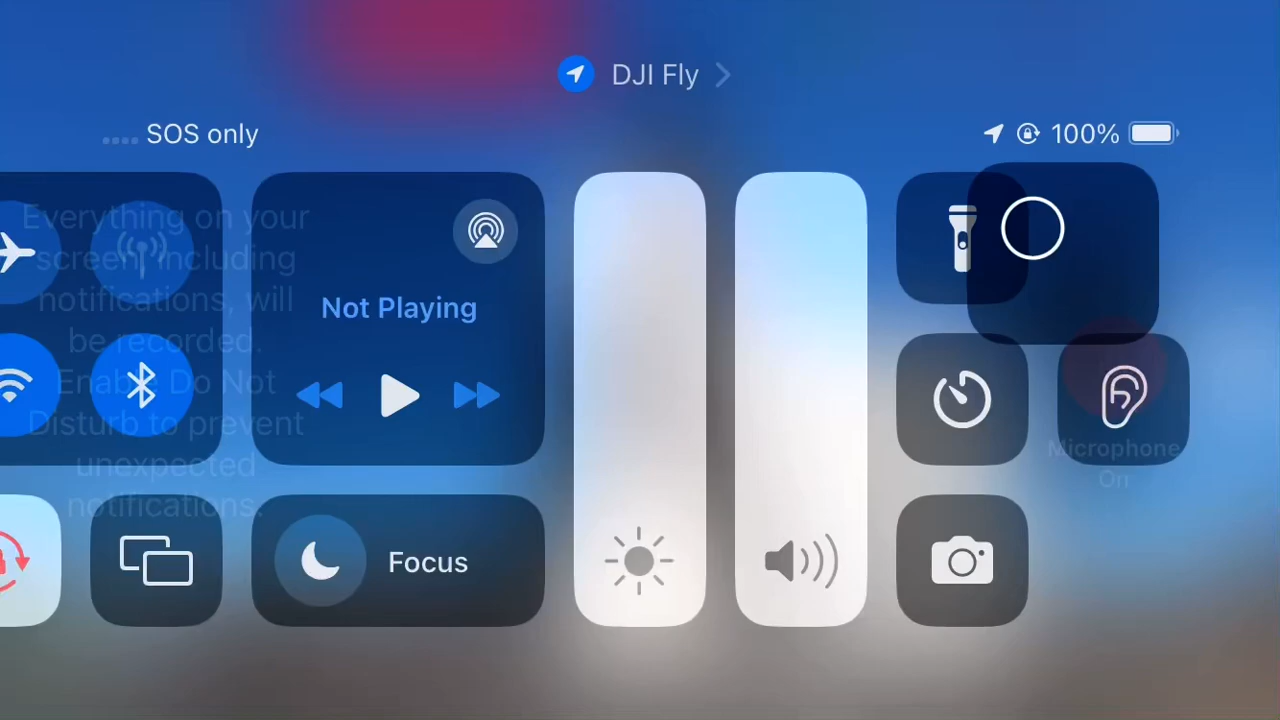 DJI Fly
SOS only
100%
Everything on your
screen, including
notifications, will
be recorded.
Enable Do Not
Disturb to prevent
unexpected
notifications.
Not Playing
Focus
Microphone
On